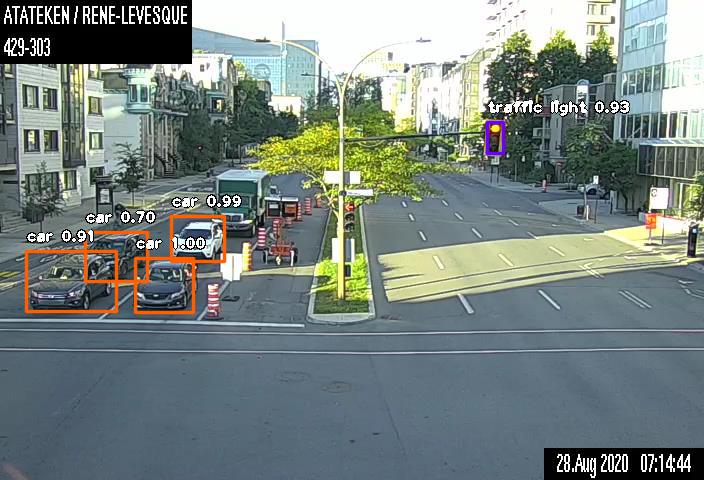 ATATEKEN / RENE-LEVESQUE
429-303
traffic light 0.93
car 0.99
car 0.70
car 0.91
car 1.00
28.Aug 2020 07:14:44